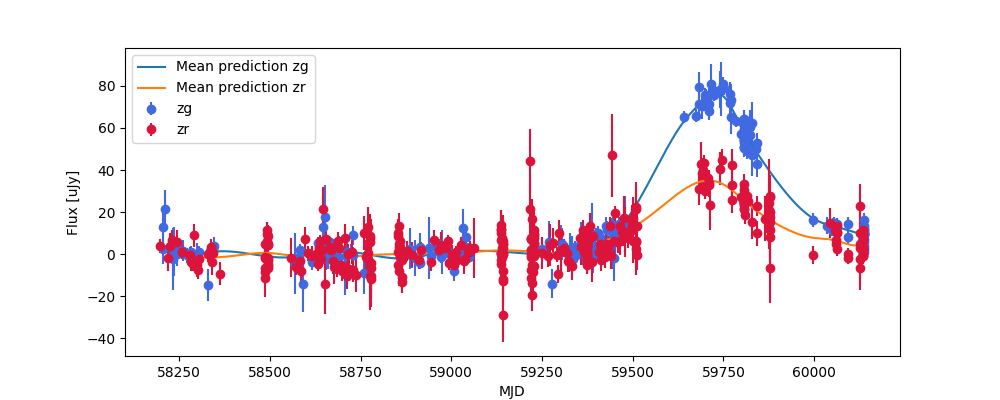 Mean prediction zg
Mean prediction zr
zg
zr
80
60
40
20
0
−20
−40
Flux [uJy]
58250
58500
58750
59000
59250
59500
59750
60000
MJD